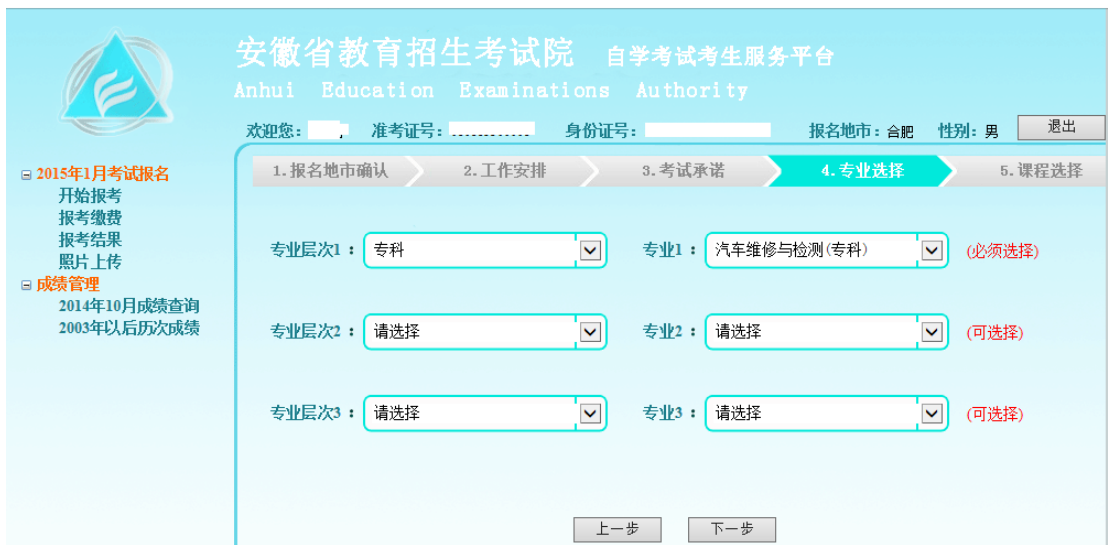 安徽省教育招生考试院 自学考试考生服务平台
Anhui Education Examinations Authority
欢迎您： , 准考证号： 身份证号： 报名地市：合肥 性别：男 退出
2015年1月考试报名
开始报考
报考缴费
报考结果
照片上传
成绩管理
2014年10月成绩查询
2003年以后历次成绩
1.报名地市确认 2.工作安排 3.考试承诺 4.专业选择 5.课程选择
专业层次1： 专科 专业1： 汽车维修与检测(专科) (必须选择)
专业层次2： 请选择 专业2： 请选择 (可选择)
专业层次3： 请选择 专业3： 请选择 (可选择)
上一步 下一步